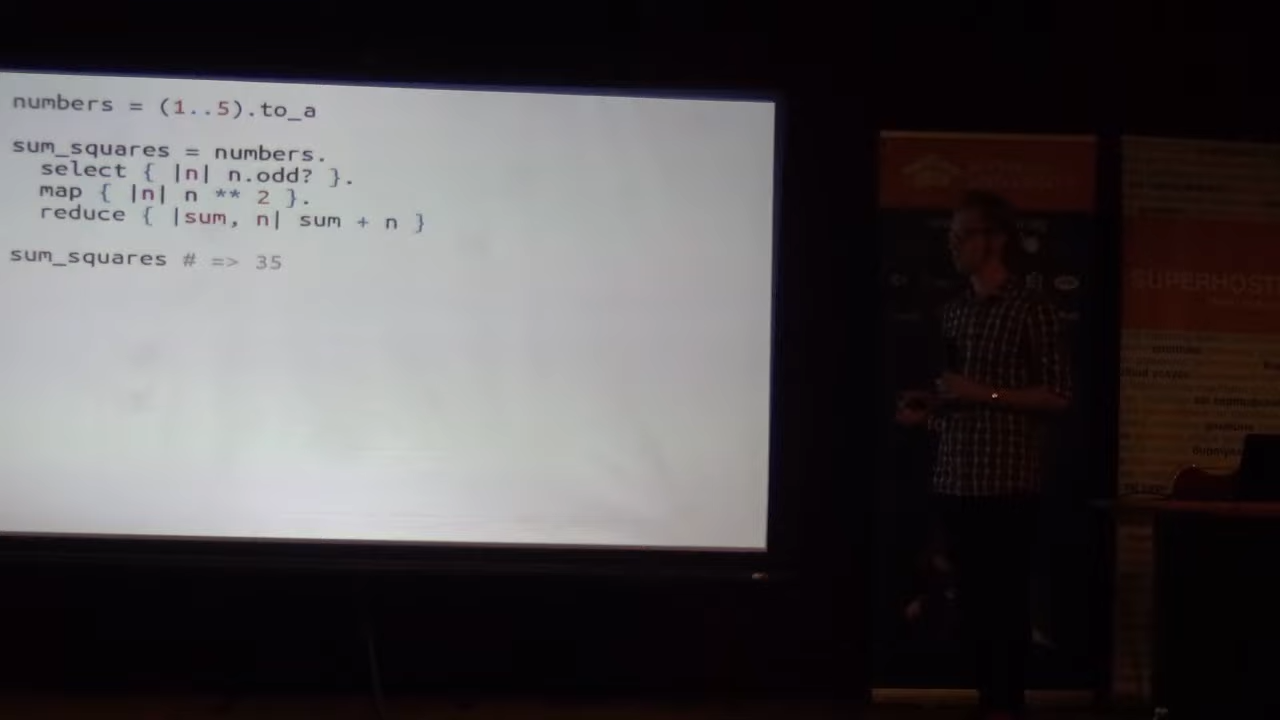 numbers = (1..5).to_a
sum_squares = numbers.
select { |n| n.odd? }.
map { |n| n ** 2 }.
reduce { |sum, n| sum + n }
sum_squares # => 35
SUPERHOST